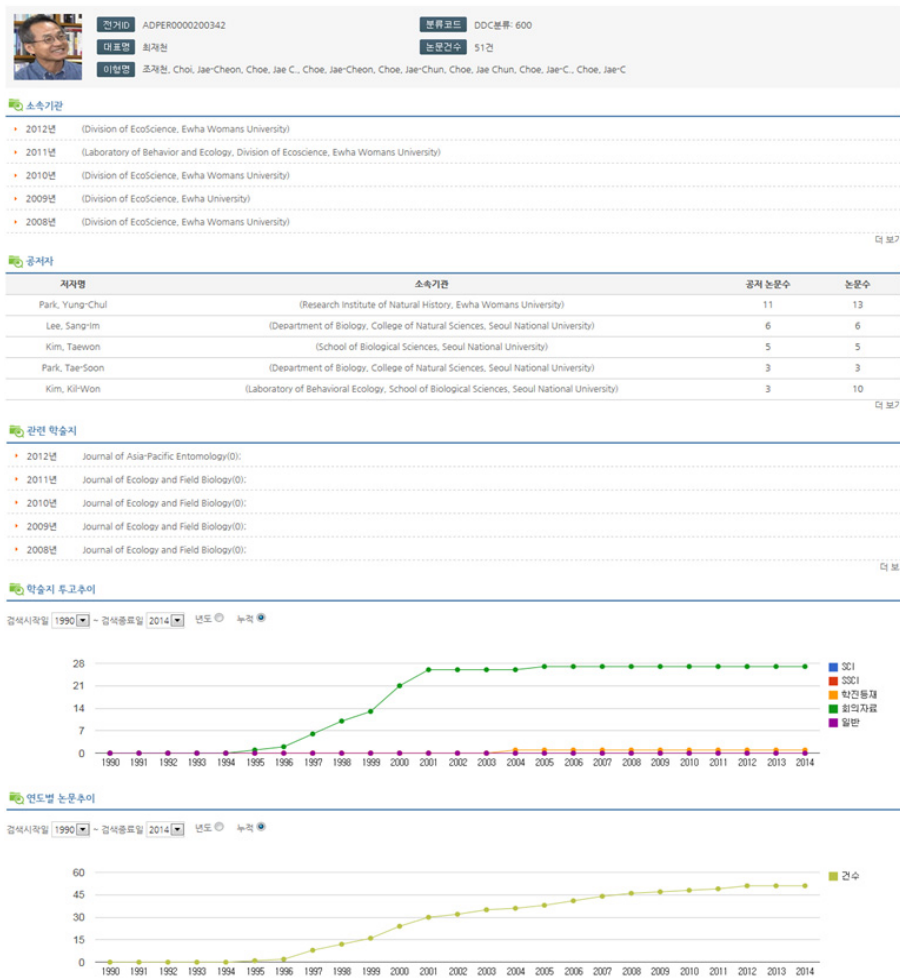 전거ID ADPER0000200342 분류코드 DDC분류: 600
대표명 최재천 논문건수 51건
이형명 조재천, Choi, Jae-Cheon, Choe, Jae C., Choe, Jae-Cheon, Choe, Jae-Chun, Choe, Jae Chun, Choe, Jae-C., Choe, Jae-C
소속기관
2012년 (Division of EcoScience, Ewha Womans University)
2011년 (Laboratory of Behavior and Ecology, Division of Ecoscience, Ewha Womans University)
2010년 (Division of EcoScience, Ewha Womans University)
2009년 (Division of EcoScience, Ewha University)
2008년 (Division of EcoScience, Ewha Womans University)
더 보기
공저자
저자명 소속기관 공저 논문수 논문수
Park, Yung-Chul (Research Institute of Natural History, Ewha Womans University) 11 13
Lee, Sang-Im (Department of Biology, College of Natural Sciences, Seoul National University) 6 6
Kim, Taewon (School of Biological Sciences, Seoul National University) 5 5
Park, Tae-Soon (Department of Biology, College of Natural Sciences, Seoul National University) 3 3
Kim, Kil-Won (Laboratory of Behavioral Ecology, School of Biological Sciences, Seoul National University) 3 10
더 보기
관련 학술지
2012년 Journal of Asia-Pacific Entomology(0);
2011년 Journal of Ecology and Field Biology(0);
2010년 Journal of Ecology and Field Biology(0);
2009년 Journal of Ecology and Field Biology(0);
2008년 Journal of Ecology and Field Biology(0);
더 보
학술지 투고추이
검색시작일 1990 ~ 검색종료일 2014 년도 누적
28
21
14
7
0
1990 1991 1992 1993 1994 1995 1996 1997 1998 1999 2000 2001 2002 2003 2004 2005 2006 2007 2008 2009 2010 2011 2012 2013 2014
SCI
SSCI
학진등재
회의자료
일반
연도별 논문추이
검색시작일 1990 ~ 검색종료일 2014 년도 누적
60
45
30
15
0
1990 1991 1992 1993 1994 1995 1996 1997 1998 1999 2000 2001 2002 2003 2004 2005 2006 2007 2008 2009 2010 2011 2012 2013 2014
건수